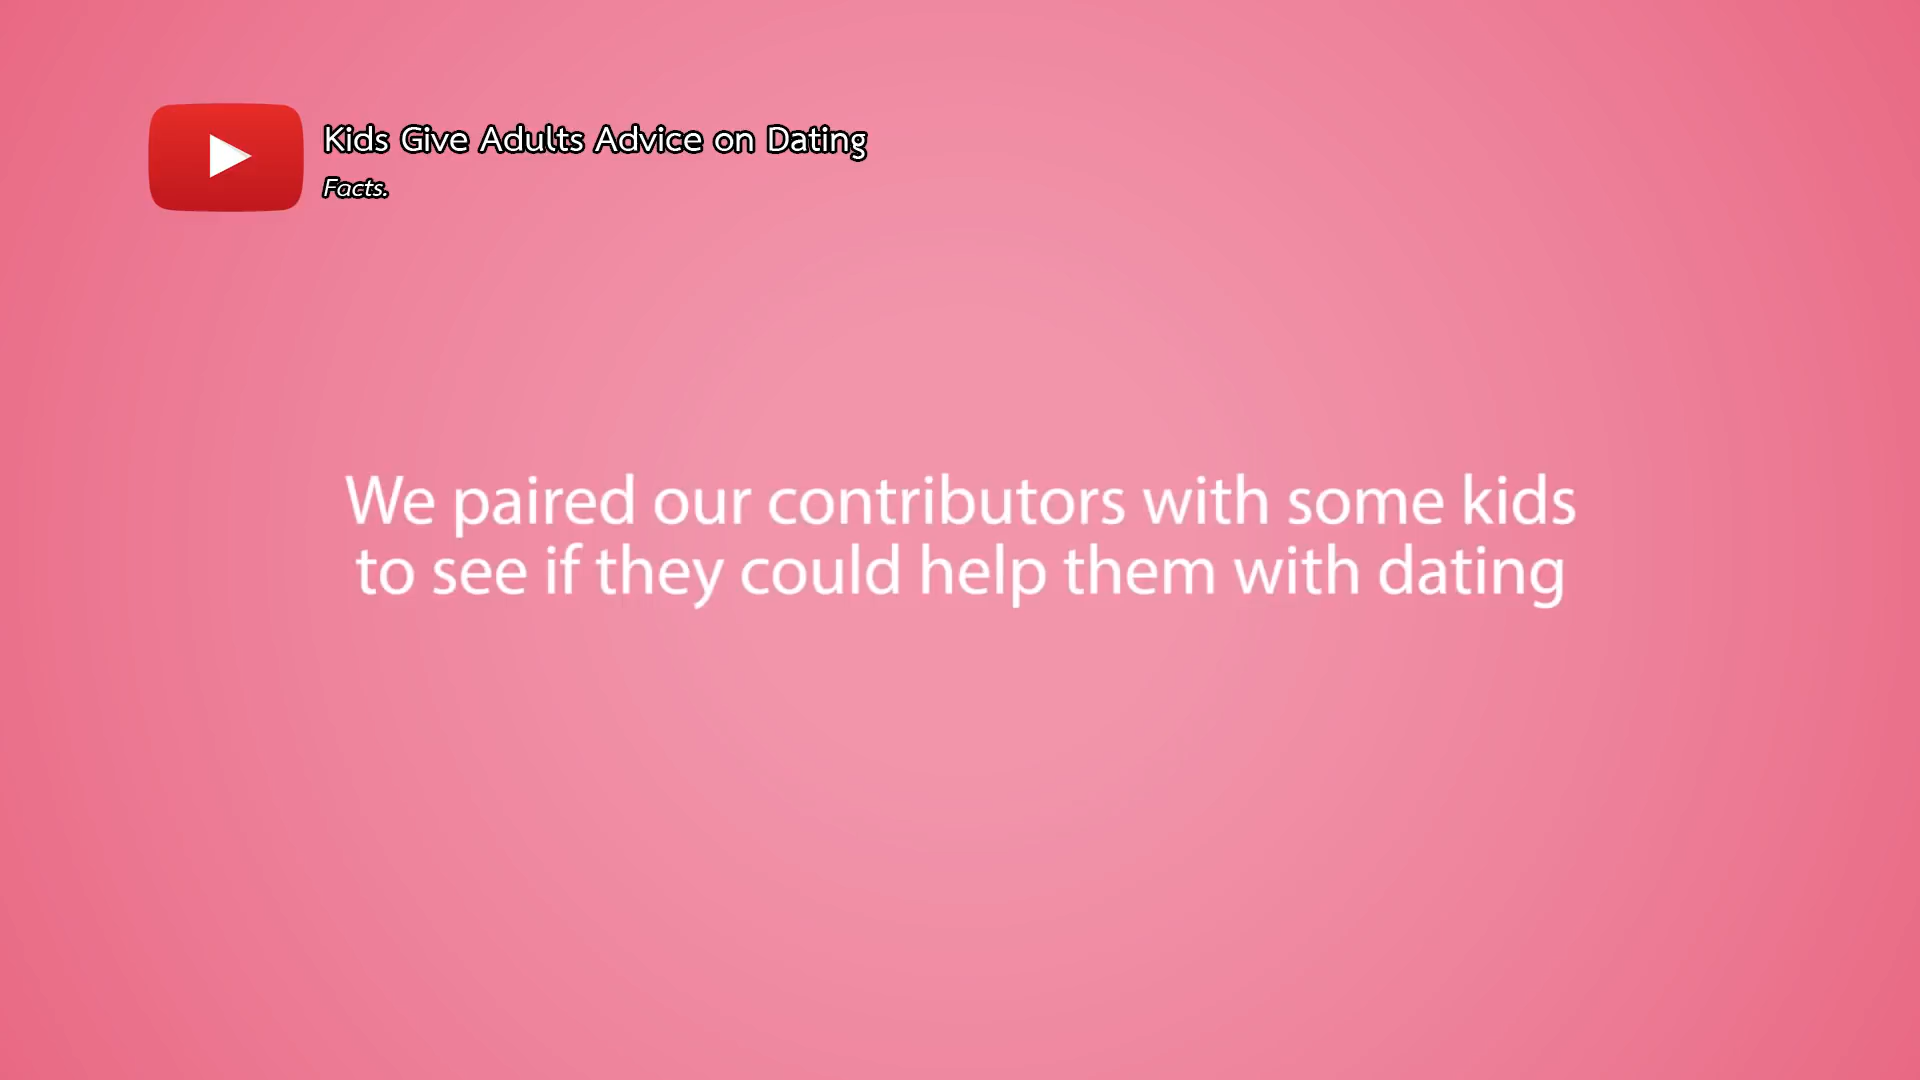 Kids Give Adults Advice on Dating
Facts.
We paired our contributors with some kids
to see if they could help them with dating